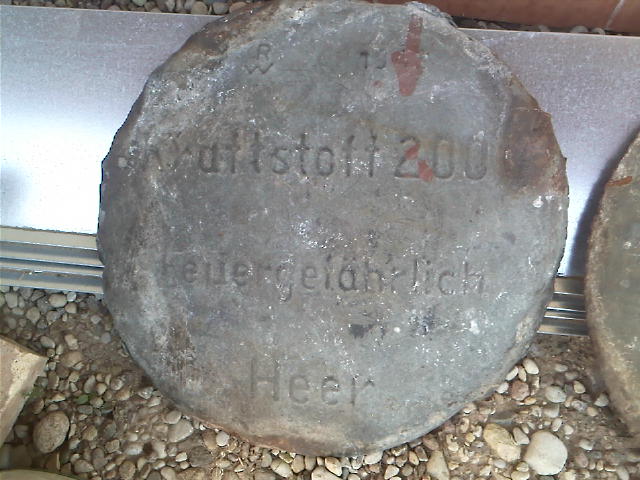 Kraftstoff 200
Feuergefährlich
Heer